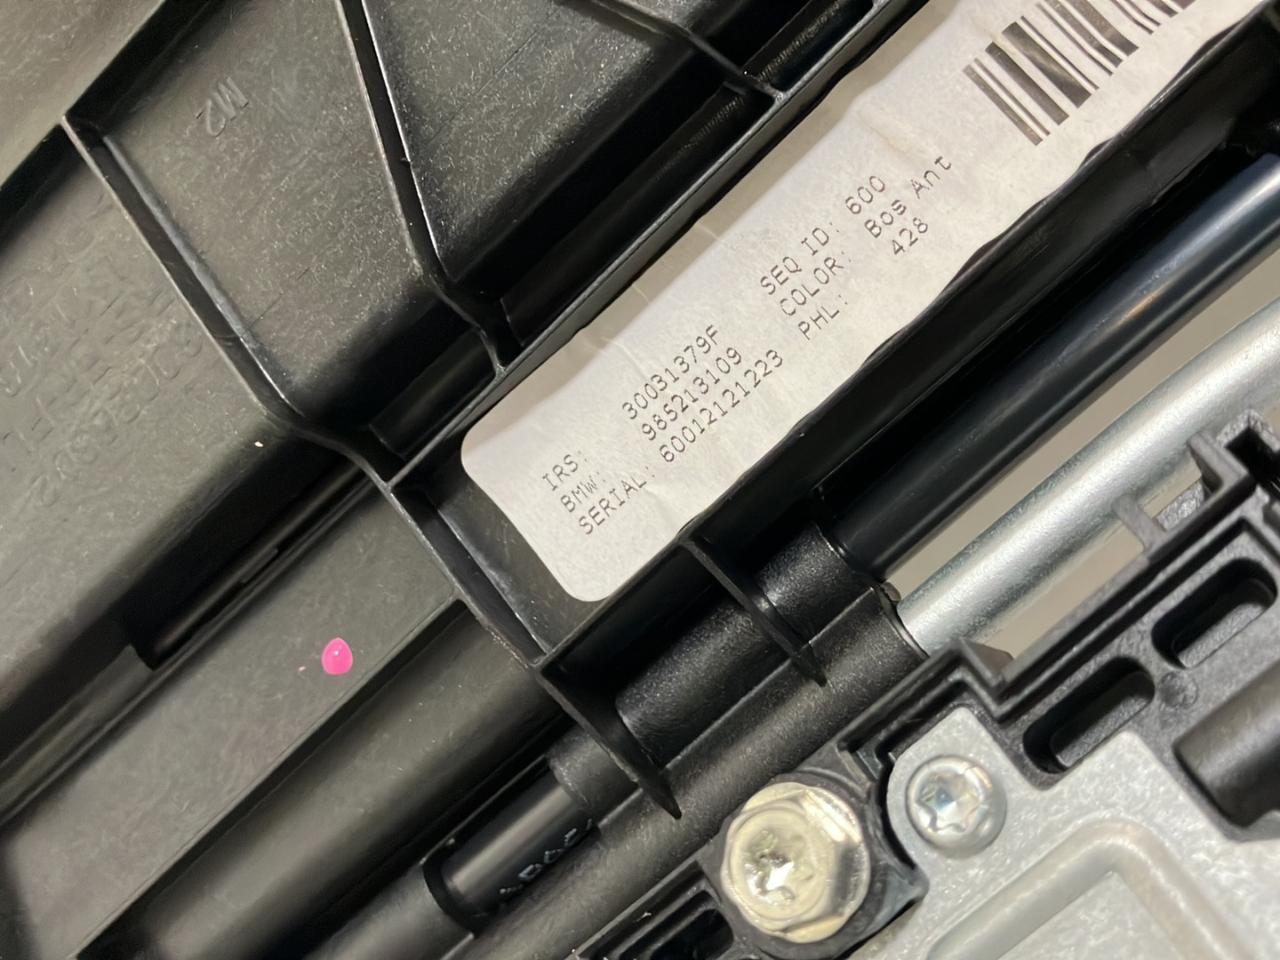 IRS: 30031379F SEQ ID: 600
BMW: 985213109 COLOR: Bos Ant
SERIAL: 60012121223 PHL: 428
M2